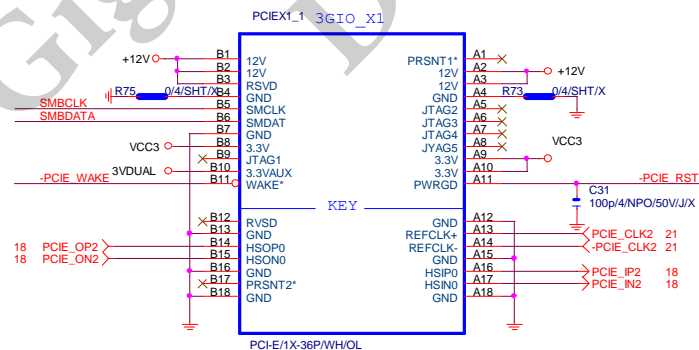 PCIEX1_1 3GIO_X1
+12V B1 12V PRSNT1* A1
B2 12V 12V A2 +12V
B3 RSVD 12V A3
R75 0/4/SHT/X B4 GND GND A4 R73 0/4/SHT/X
SMBCLK B5 SMCLK JTAG2 A5
SMBDATA B6 SMDAT JTAG3 A6
B7 GND JTAG4 A7
VCC3 B8 3.3V JYAG5 A8 VCC3
B9 JTAG1 3.3V A9
3VDUAL B10 3.3VAUX 3.3V A10
-PCIE_WAKE B11 WAKE* PWRGD A11 -PCIE_RST
C31
100p/4/NPO/50V/J/X
KEY
B12 RVSD GND A12
B13 GND REFCLK+ A13 PCIE_CLK2 21
18 PCIE_OP2 B14 HSOP0 REFCLK- A14 -PCIE_CLK2 21
18 PCIE_ON2 B15 HSON0 GND A15
B16 GND HSIP0 A16 PCIE_IP2 18
B17 PRSNT2* HSIN0 A17 PCIE_IN2 18
B18 GND GND A18
PCI-E/1X-36P/WH/OL